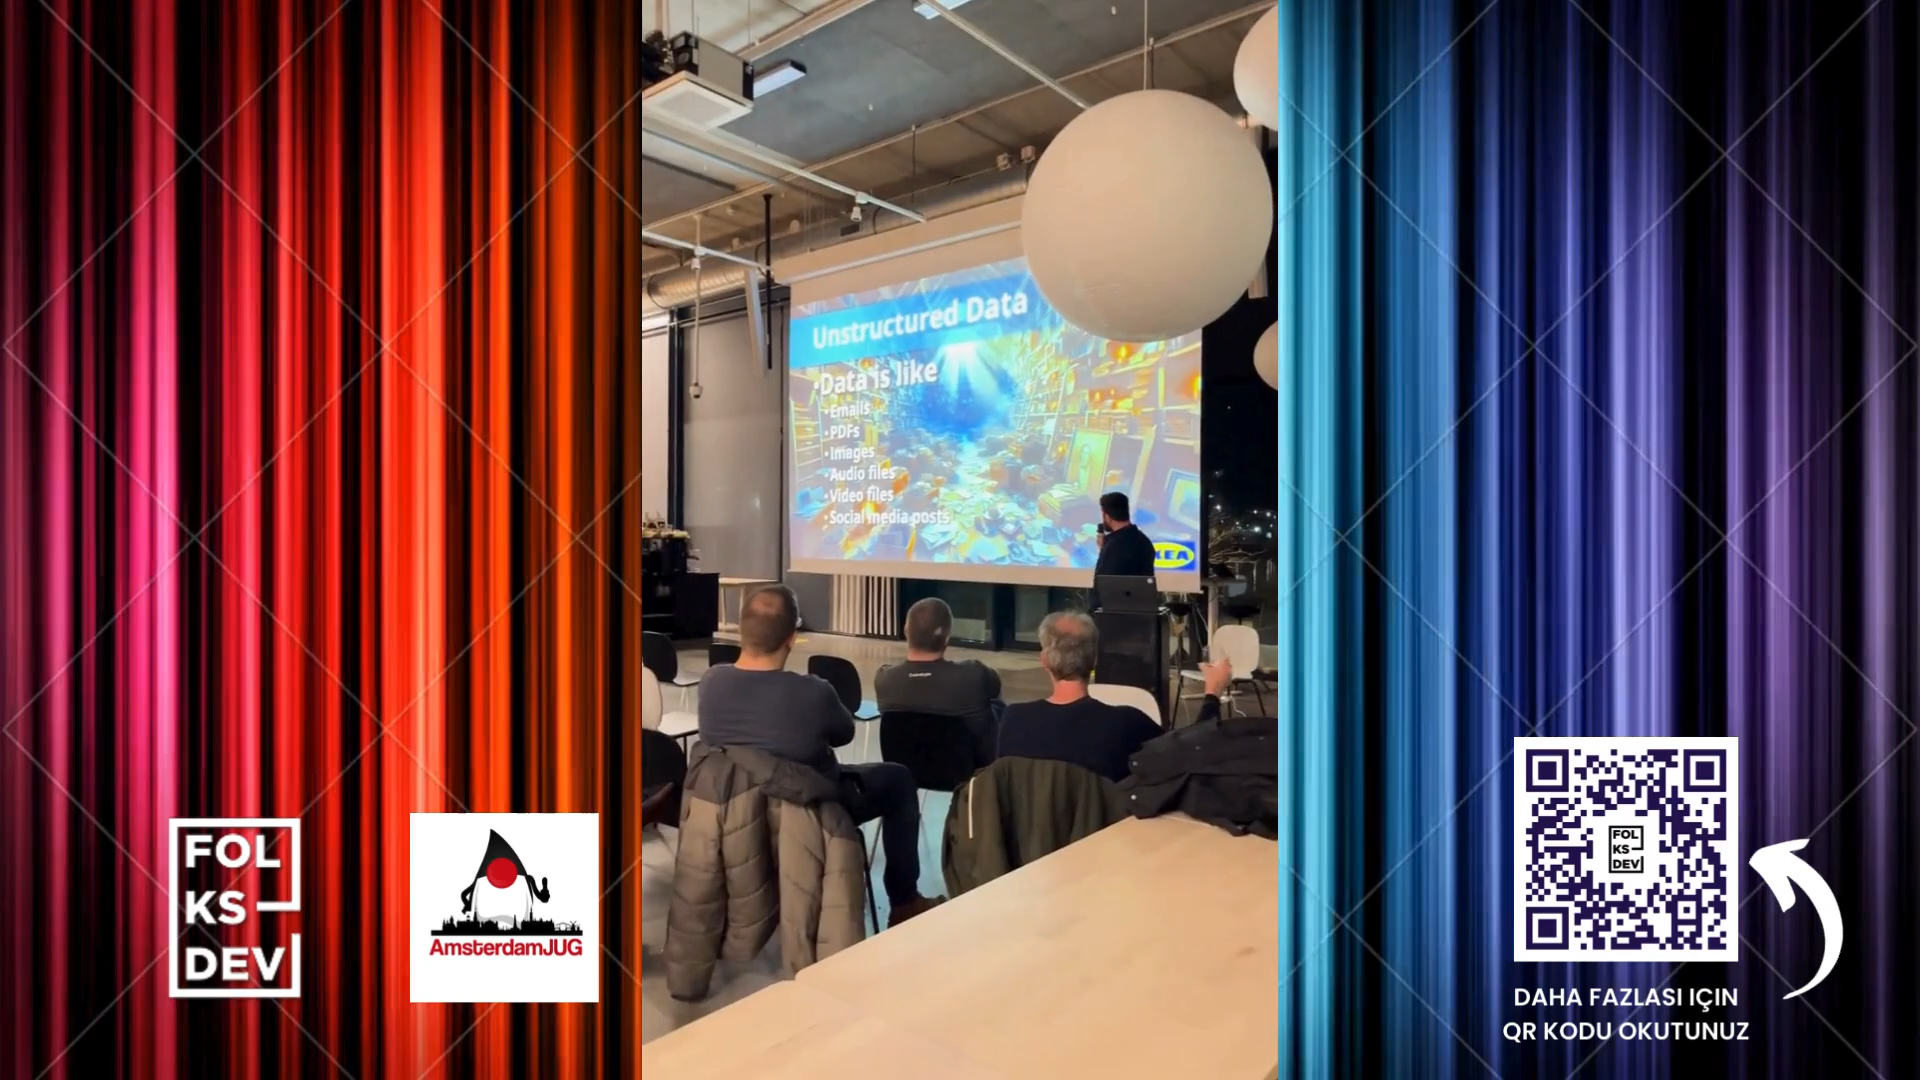 Unstructured Data
•Data is like
•Emails
•PDFs
•Images
•Audio files
•Video files
•Social media posts
KEA
FOL
KS
DEV
AmsterdamJUG
FOL
KS
DEV
DAHA FAZLASI IÇIN
QR KODU OKUTUNUZ